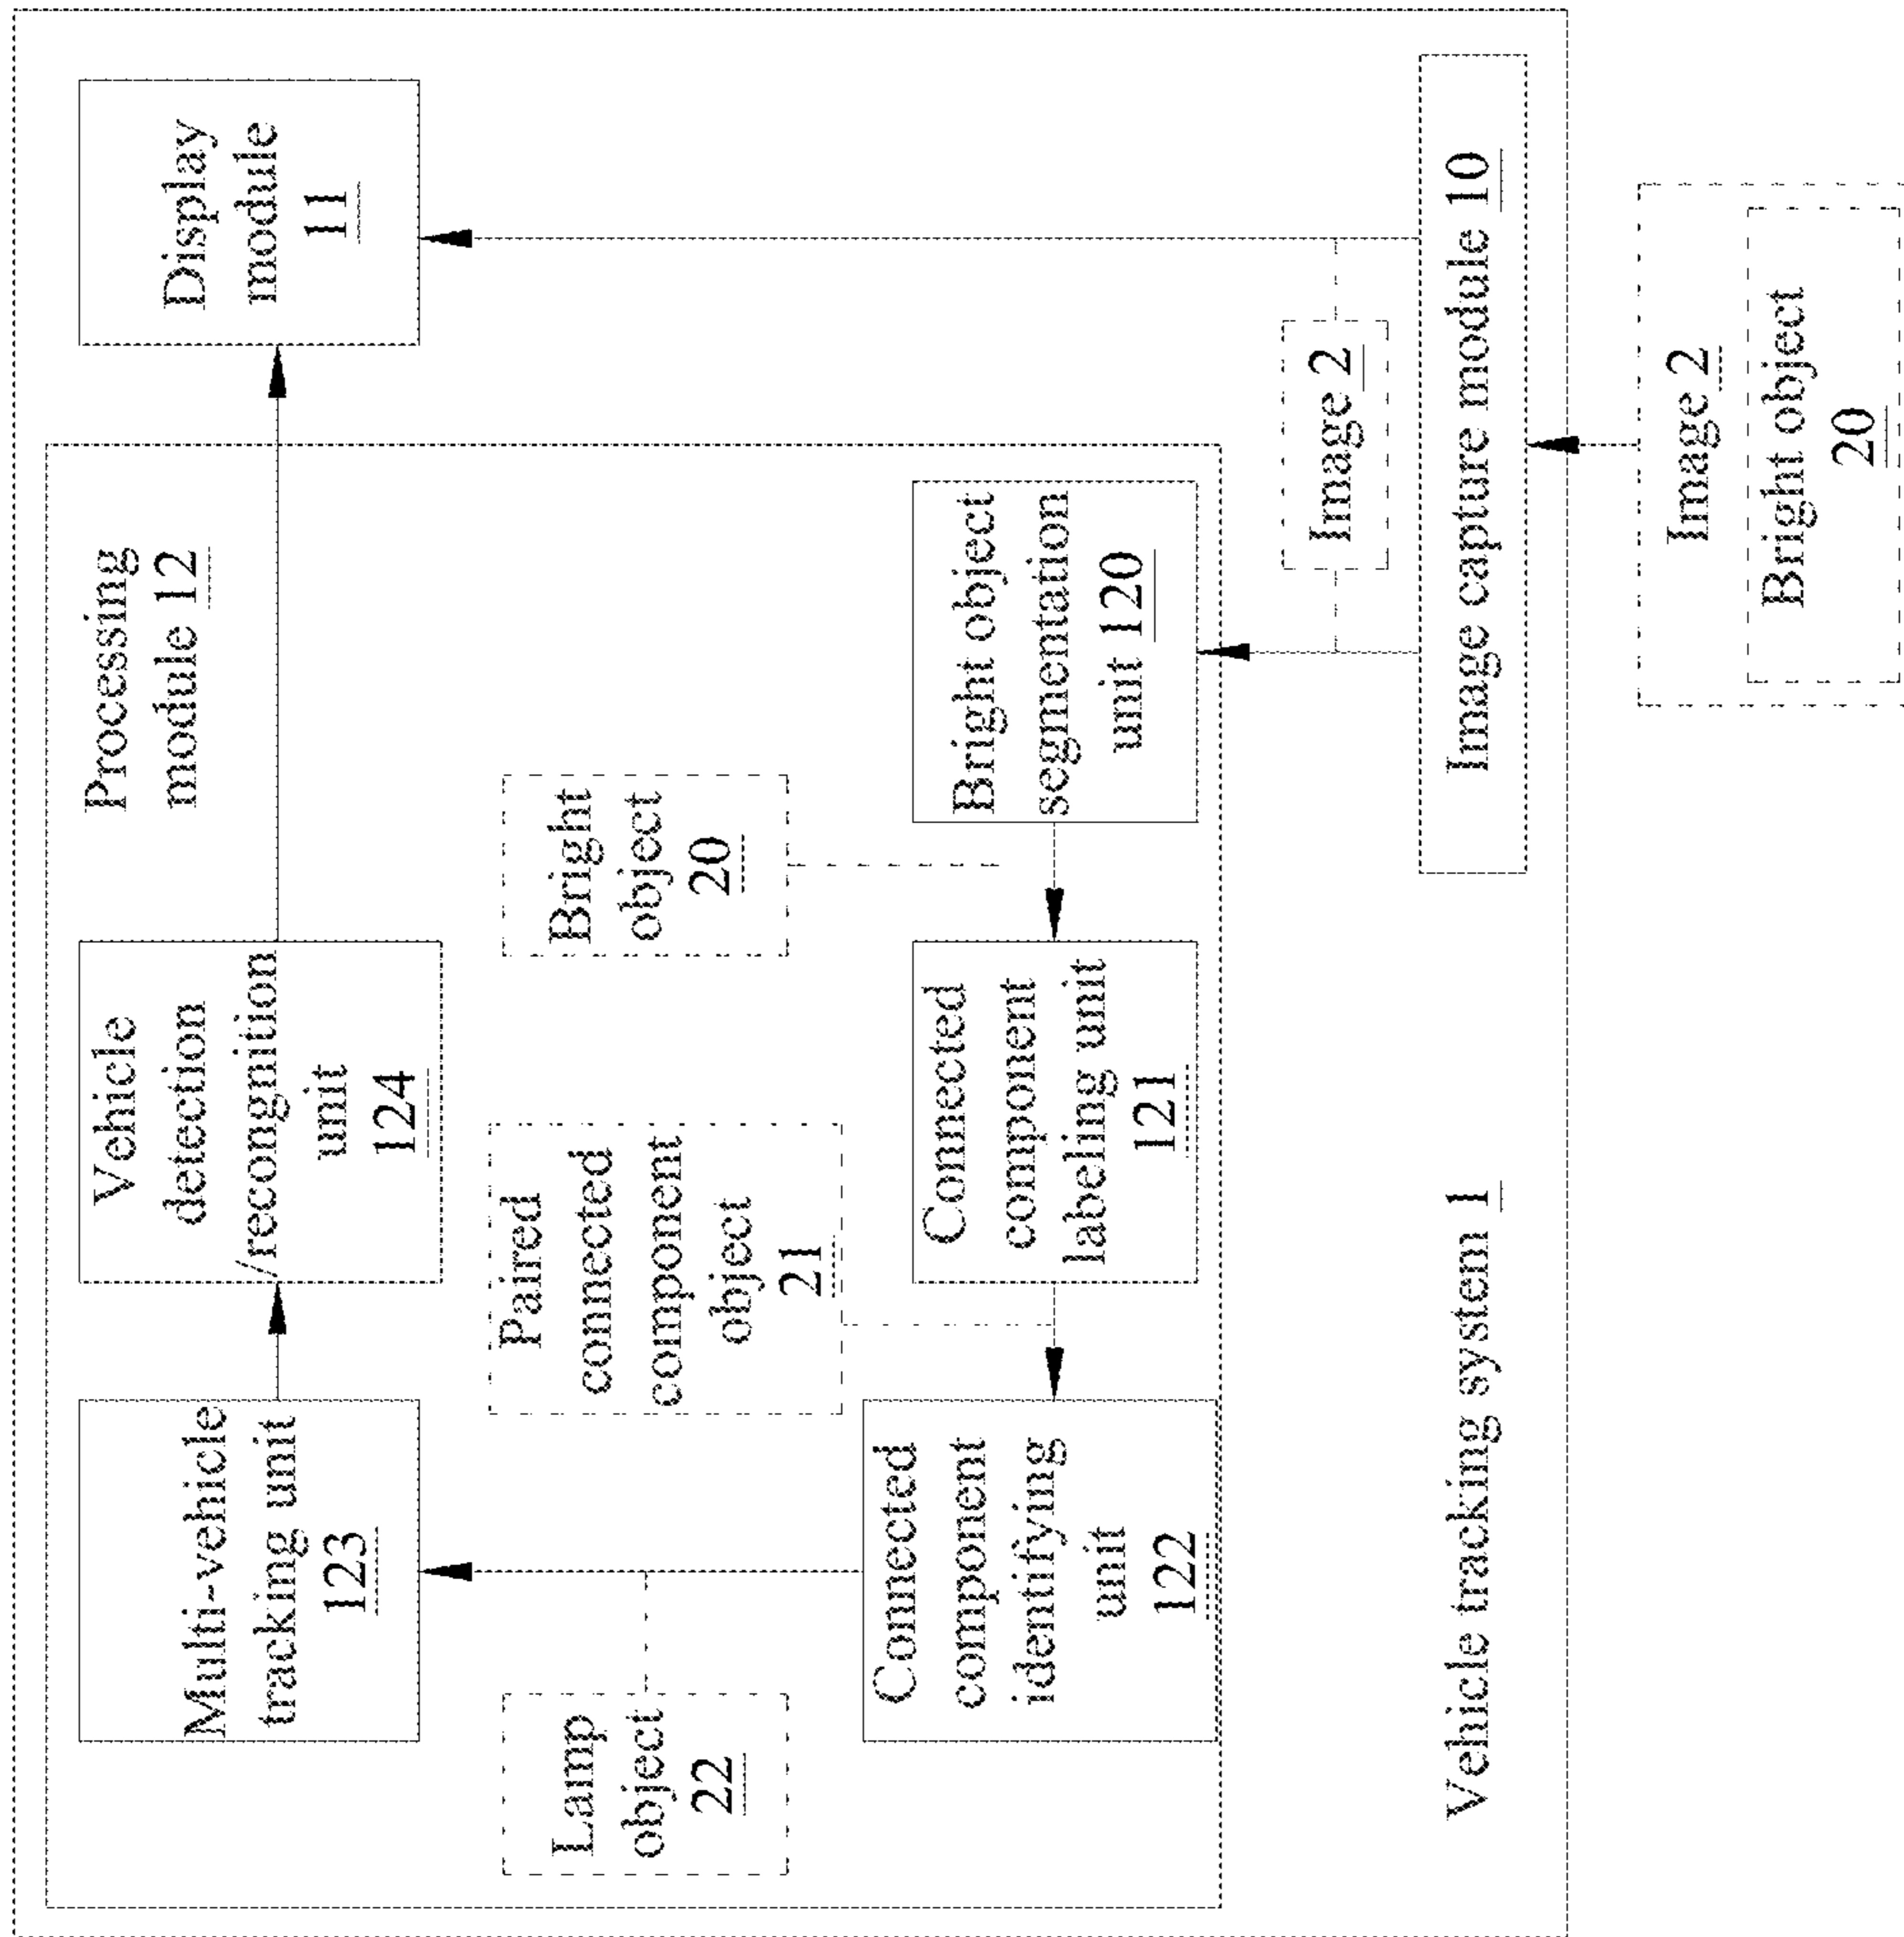 Multi-vehicle
tracking unit
123
Vehicle
detection
/recongnition
unit
124
Processing
module 12
Display
module
11
Lamp
object
22
Paired
connected
component
object
21
Bright
object
20
Connected
component
identifying
unit
122
Connected
component
labeling unit
121
Bright object
segmentation
unit 120
Image 2
Vehicle tracking system 1
Image capture module 10
Image 2
Bright object
20